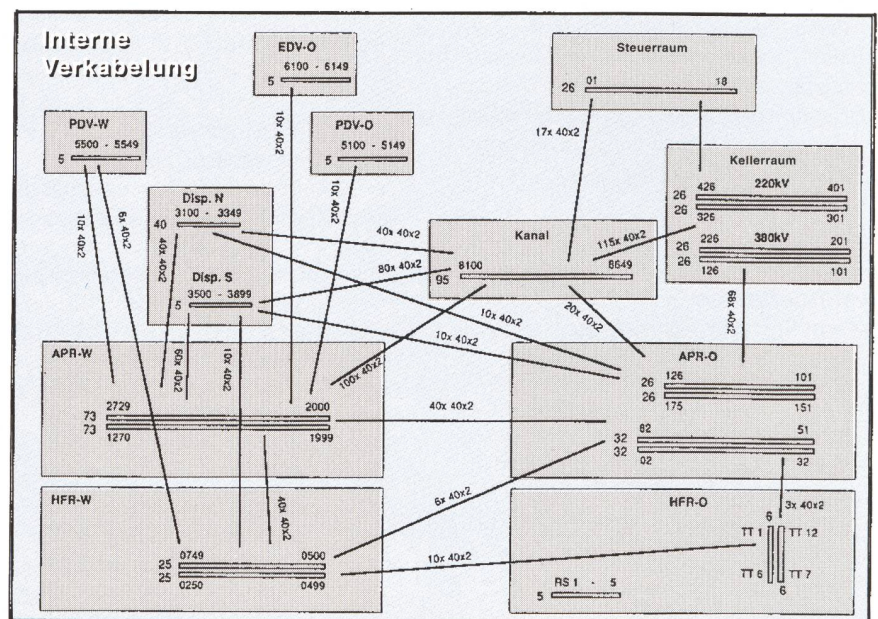 Interne
Verkabelung
EDV-O
6100 - 6149
5
Steuerraum
26 01 18
PDV-W
5500 - 5549
5
PDV-O
5100 - 5149
5
10x 40x2
17x 40x2
10x 40x2
6x 40x2
10x 40x2
Disp. N
3100 - 3349
40
Disp. S
3500 - 3899
5
40x 40x2
60x 40x2
10x 40x2
Kellerraum
426 220kV 401
26
26
326 301
226 380kV 201
26
26
126 101
Kanal
8100 8649
95
40x 40x2
80x 40x2
115x 40x2
20x 40x2
68x 40x2
10x 40x2
10x 40x2
100x 40x2
APR-W
2729 2000
73
73
1270 1999
40x 40x2
APR-O
126 101
26
26
175 151
62 51
32
32
02 32
HFR-W
40x 40x2
0749 0500
25
25
0250 0499
6x 40x2
10x 40x2
HFR-O
3x 40x2
6
TT 1 TT 12
TT 6 TT 7
6
RS 1 - 5
5